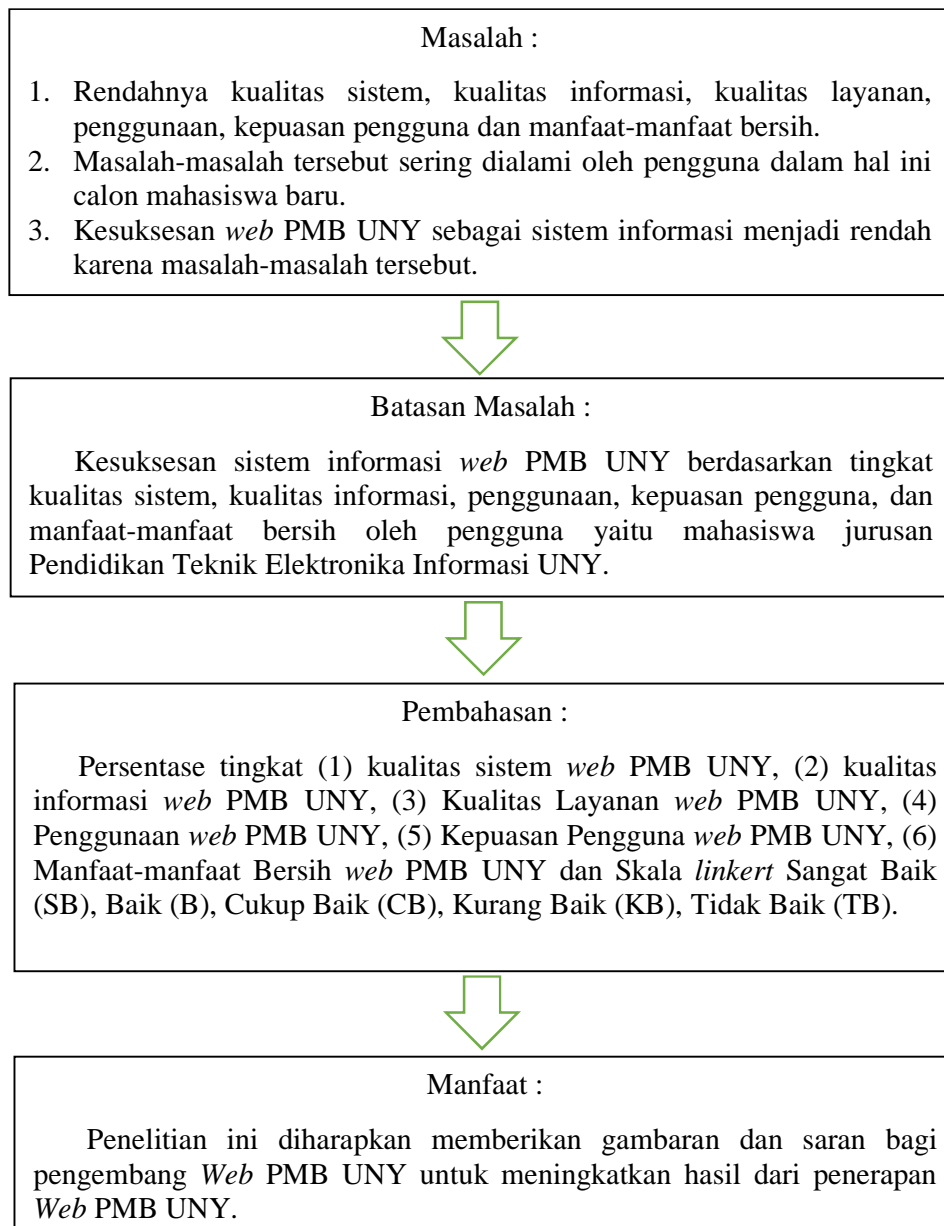 Masalah :
1. Rendahnya kualitas sistem, kualitas informasi, kualitas layanan,
penggunaan, kepuasan pengguna dan manfaat-manfaat bersih.
2. Masalah-masalah tersebut sering dialami oleh pengguna dalam hal ini
calon mahasiswa baru.
3. Kesuksesan web PMB UNY sebagai sistem informasi menjadi rendah
karena masalah-masalah tersebut.
Batasan Masalah :
Kesuksesan sistem informasi web PMB UNY berdasarkan tingkat
kualitas sistem, kualitas informasi, penggunaan, kepuasan pengguna, dan
manfaat-manfaat bersih oleh pengguna yaitu mahasiswa jurusan
Pendidikan Teknik Elektronika Informasi UNY.
Pembahasan :
Persentase tingkat (1) kualitas sistem web PMB UNY, (2) kualitas
informasi web PMB UNY, (3) Kualitas Layanan web PMB UNY, (4)
Penggunaan web PMB UNY, (5) Kepuasan Pengguna web PMB UNY, (6)
Manfaat-manfaat Bersih web PMB UNY dan Skala linkert Sangat Baik
(SB), Baik (B), Cukup Baik (CB), Kurang Baik (KB), Tidak Baik (TB).
Manfaat :
Penelitian ini diharapkan memberikan gambaran dan saran bagi
pengembang Web PMB UNY untuk meningkatkan hasil dari penerapan
Web PMB UNY.